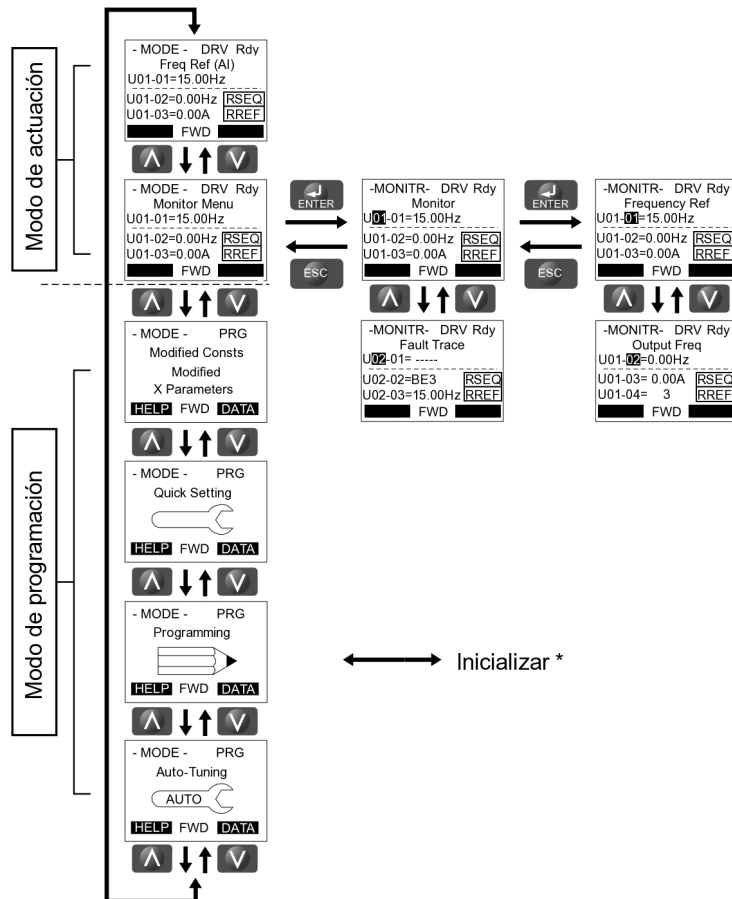 Modo de actuación
- MODE - DRV Rdy
Freq Ref (AI)
U01-01=15.00Hz
U01-02=0.00Hz RSEQ
U01-03=0.00A RREF
FWD
- MODE - DRV Rdy
Monitor Menu
U01-01=15.00Hz
U01-02=0.00Hz RSEQ
U01-03=0.00A RREF
FWD
ENTER
ESC
-MONITR- DRV Rdy
Monitor
U01-01=15.00Hz
U01-02=0.00Hz RSEQ
U01-03=0.00A RREF
FWD
ENTER
ESC
-MONITR- DRV Rdy
Frequency Ref
U01-01=15.00Hz
U01-02=0.00Hz RSEQ
U01-03=0.00A RREF
FWD
-MONITR- DRV Rdy
Fault Trace
U02-01= -----
U02-02=BE3 RSEQ
U02-03=15.00Hz RREF
FWD
-MONITR- DRV Rdy
Output Freq
U01-02=0.00Hz
U01-03= 0.00A RSEQ
U01-04= 3 RREF
FWD
Modo de programación
- MODE - PRG
Modified Consts
Modified
X Parameters
HELP FWD DATA
- MODE - PRG
Quick Setting
HELP FWD DATA
- MODE - PRG
Programming
HELP FWD DATA
Inicializar *
- MODE - PRG
Auto-Tuning
AUTO
HELP FWD DATA